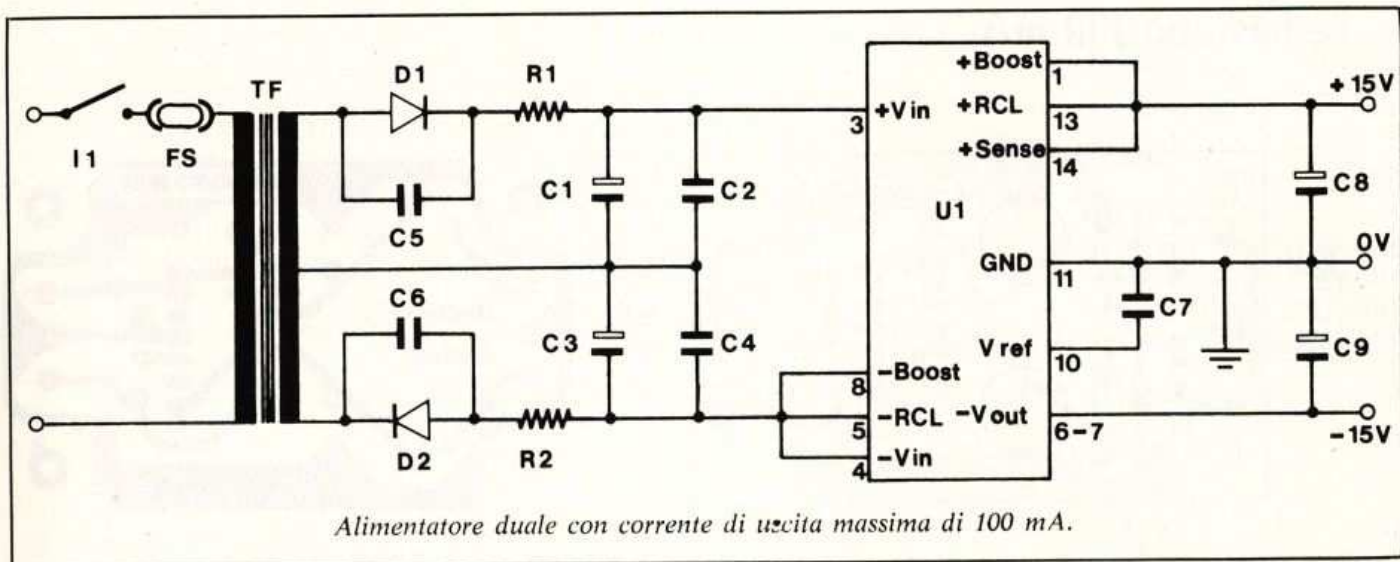 I1
FS
TF
D1
C5
C6
D2
R1
R2
C1
C2
C3
C4
3
+Vin
8
-Boost
5
-RCL
4
-Vin
U1
+Boost
1
+RCL
13
+Sense
14
GND
11
V ref
10
-Vout
6-7
C7
C8
C9
+15V
0V
-15V
Alimentatore duale con corrente di uscita massima di 100 mA.